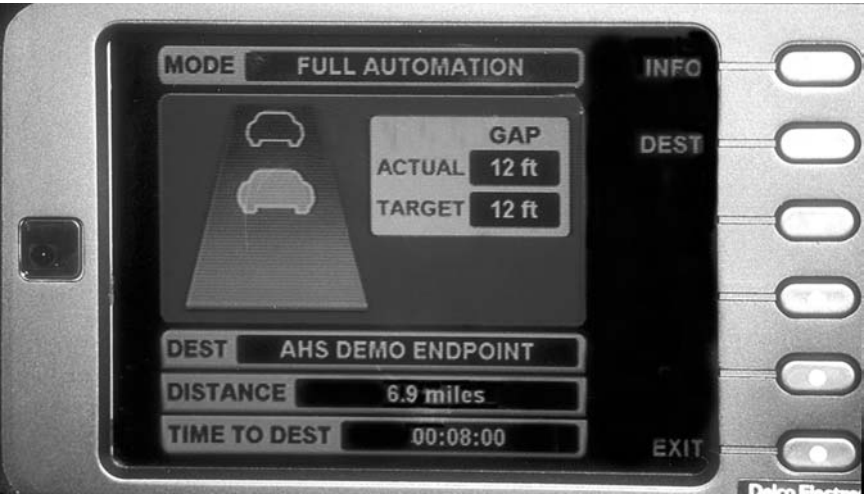 MODE FULL AUTOMATION
INFO
DEST
GAP
ACTUAL 12 ft
TARGET 12 ft
DEST AHS DEMO ENDPOINT
DISTANCE 6.9 miles
TIME TO DEST 00:08:00
EXIT